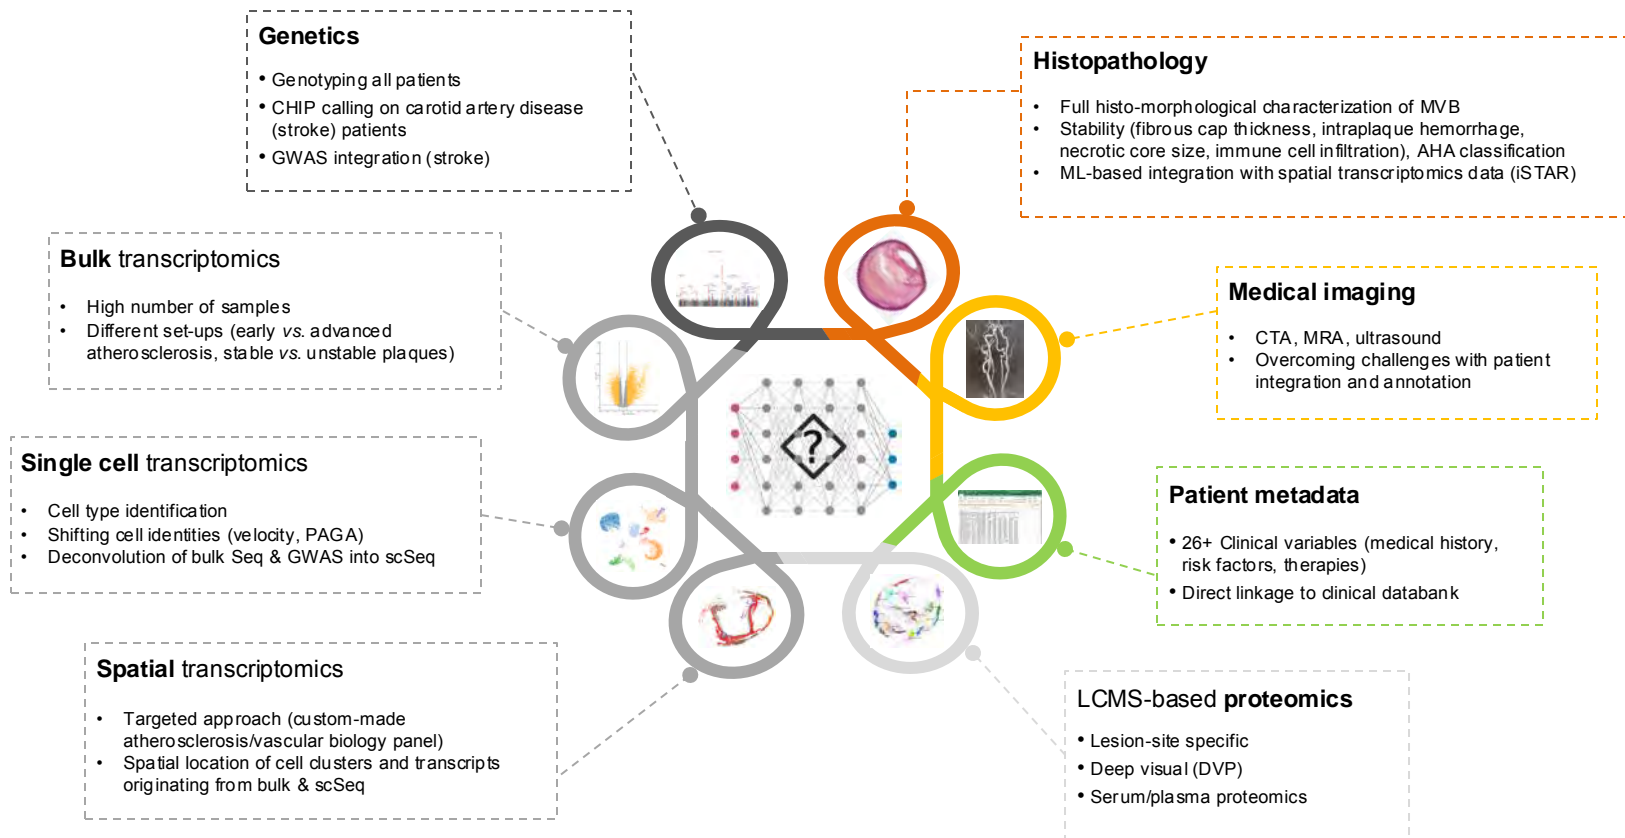 Genetics
• Genotyping all patients
• CHIP calling on carotid artery disease
(stroke) patients
• GWAS integration (stroke)
Histopathology
• Full histo-morphological characterization of MVB
• Stability (fibrous cap thickness, intraplaque hemorrhage,
necrotic core size, immune cell infiltration), AHA classification
• ML-based integration with spatial transcriptomics data (iSTAR)
Bulk transcriptomics
• High number of samples
• Different set-ups (early vs. advanced
atherosclerosis, stable vs. unstable plaques)
Medical imaging
• CTA, MRA, ultrasound
• Overcoming challenges with patient
integration and annotation
?
Single cell transcriptomics
• Cell type identification
• Shifting cell identities (velocity, PAGA)
• Deconvolution of bulk Seq & GWAS into scSeq
Patient metadata
• 26+ Clinical variables (medical history,
risk factors, therapies)
• Direct linkage to clinical databank
Spatial transcriptomics
• Targeted approach (custom-made
atherosclerosis/vascular biology panel)
• Spatial location of cell clusters and transcripts
originating from bulk & scSeq
LCMS-based proteomics
• Lesion-site specific
• Deep visual (DVP)
• Serum/plasma proteomics